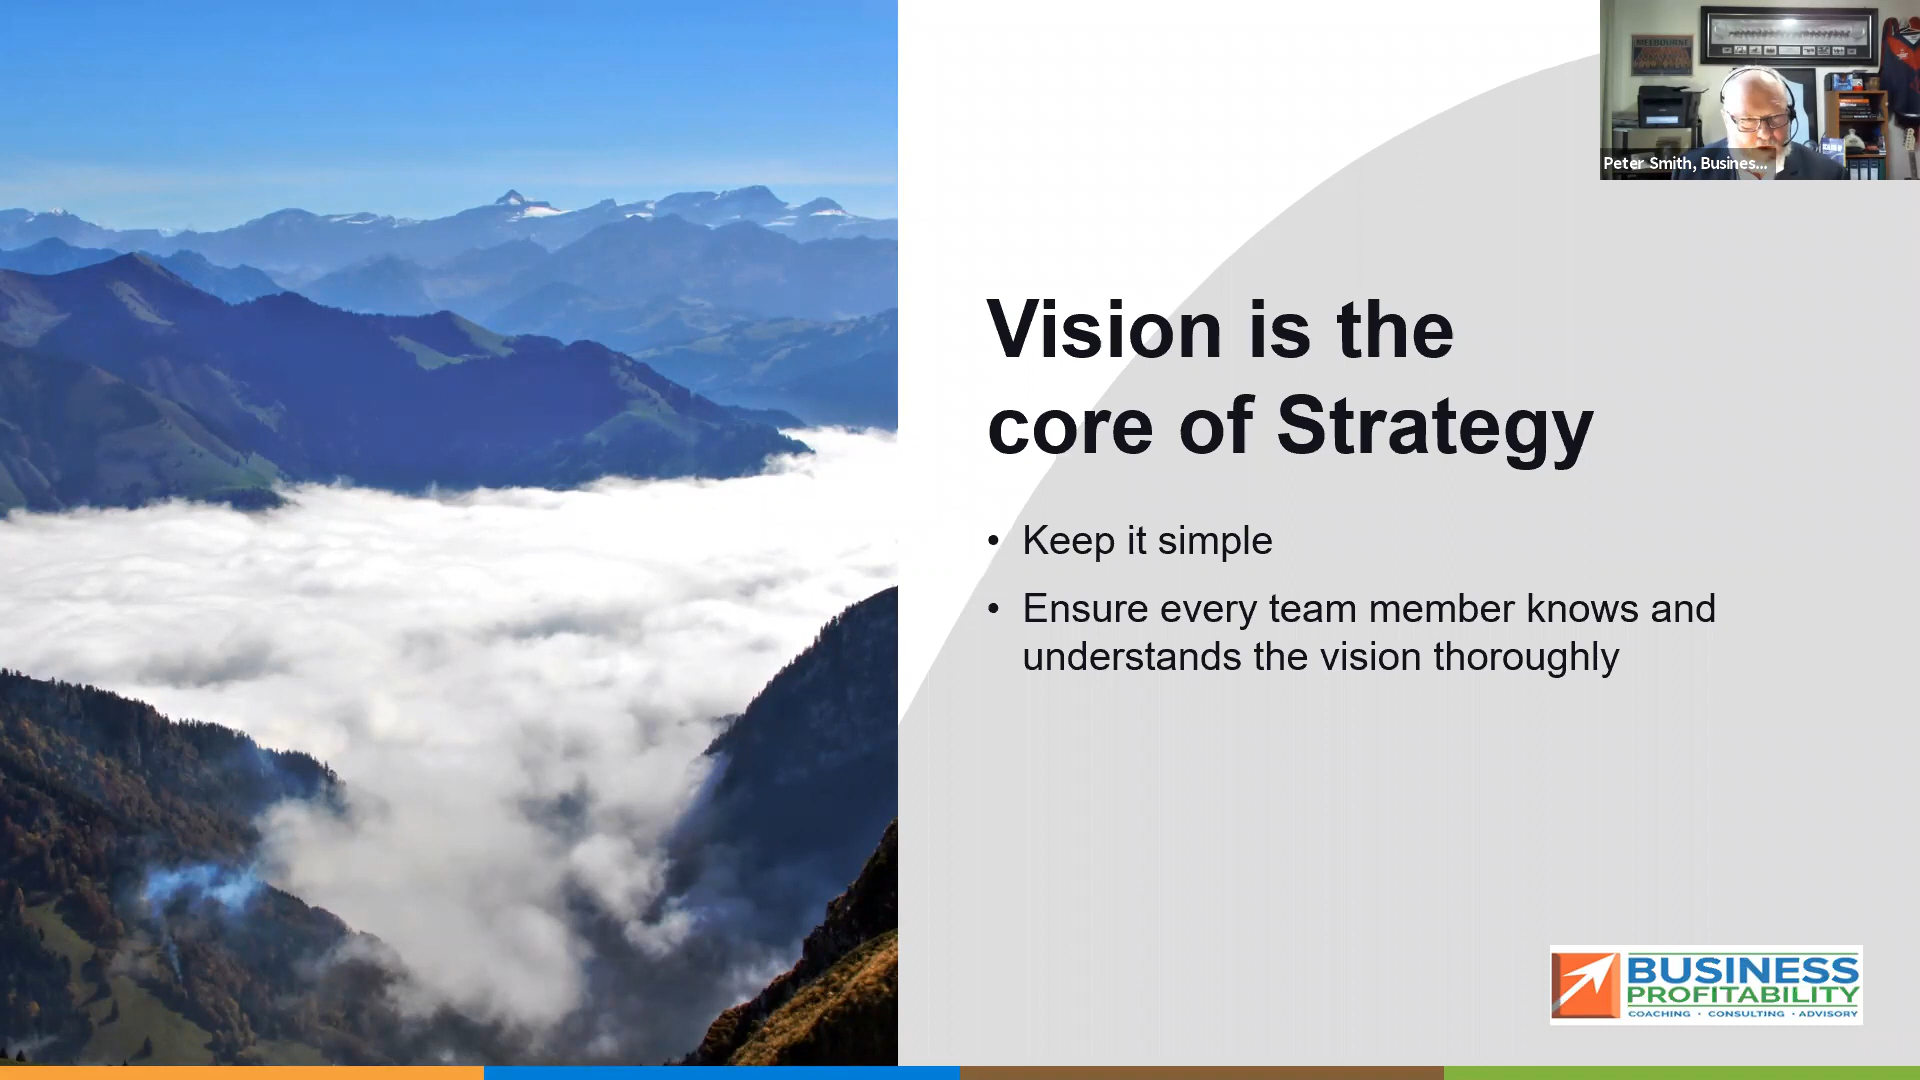 MELBOURNE
Peter Smith, Busines...
Vision is the
core of Strategy
• Keep it simple
• Ensure every team member knows and
understands the vision thoroughly
BUSINESS
PROFITABILITY
COACHING · CONSULTING · ADVISORY